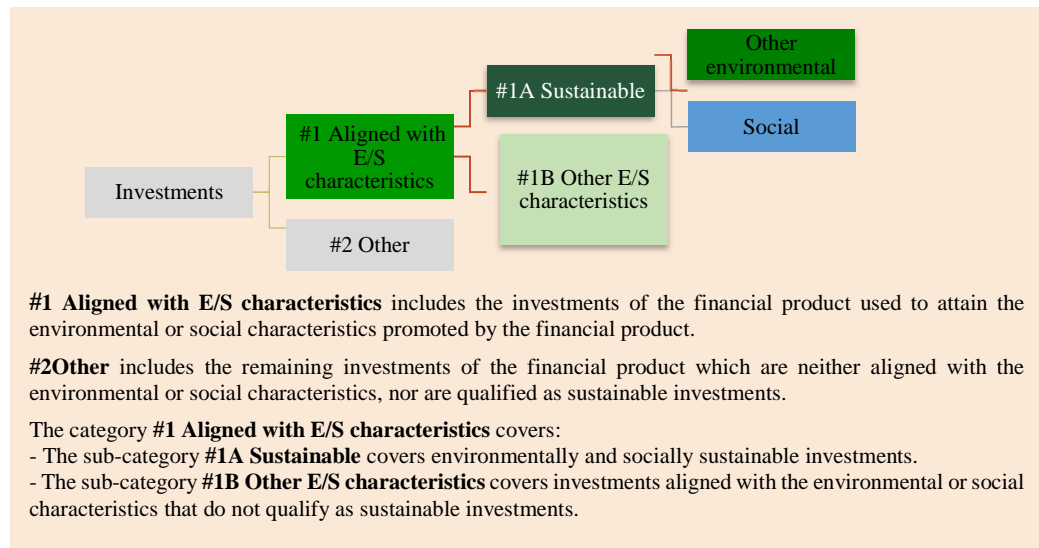 Other
environmental
#1A Sustainable
Social
#1 Aligned with
E/S
characteristics
#1B Other E/S
characteristics
Investments
#2 Other
#1 Aligned with E/S characteristics includes the investments of the financial product used to attain the
environmental or social characteristics promoted by the financial product.
#2Other includes the remaining investments of the financial product which are neither aligned with the
environmental or social characteristics, nor are qualified as sustainable investments.
The category #1 Aligned with E/S characteristics covers:
- The sub-category #1A Sustainable covers environmentally and socially sustainable investments.
- The sub-category #1B Other E/S characteristics covers investments aligned with the environmental or social
characteristics that do not qualify as sustainable investments.